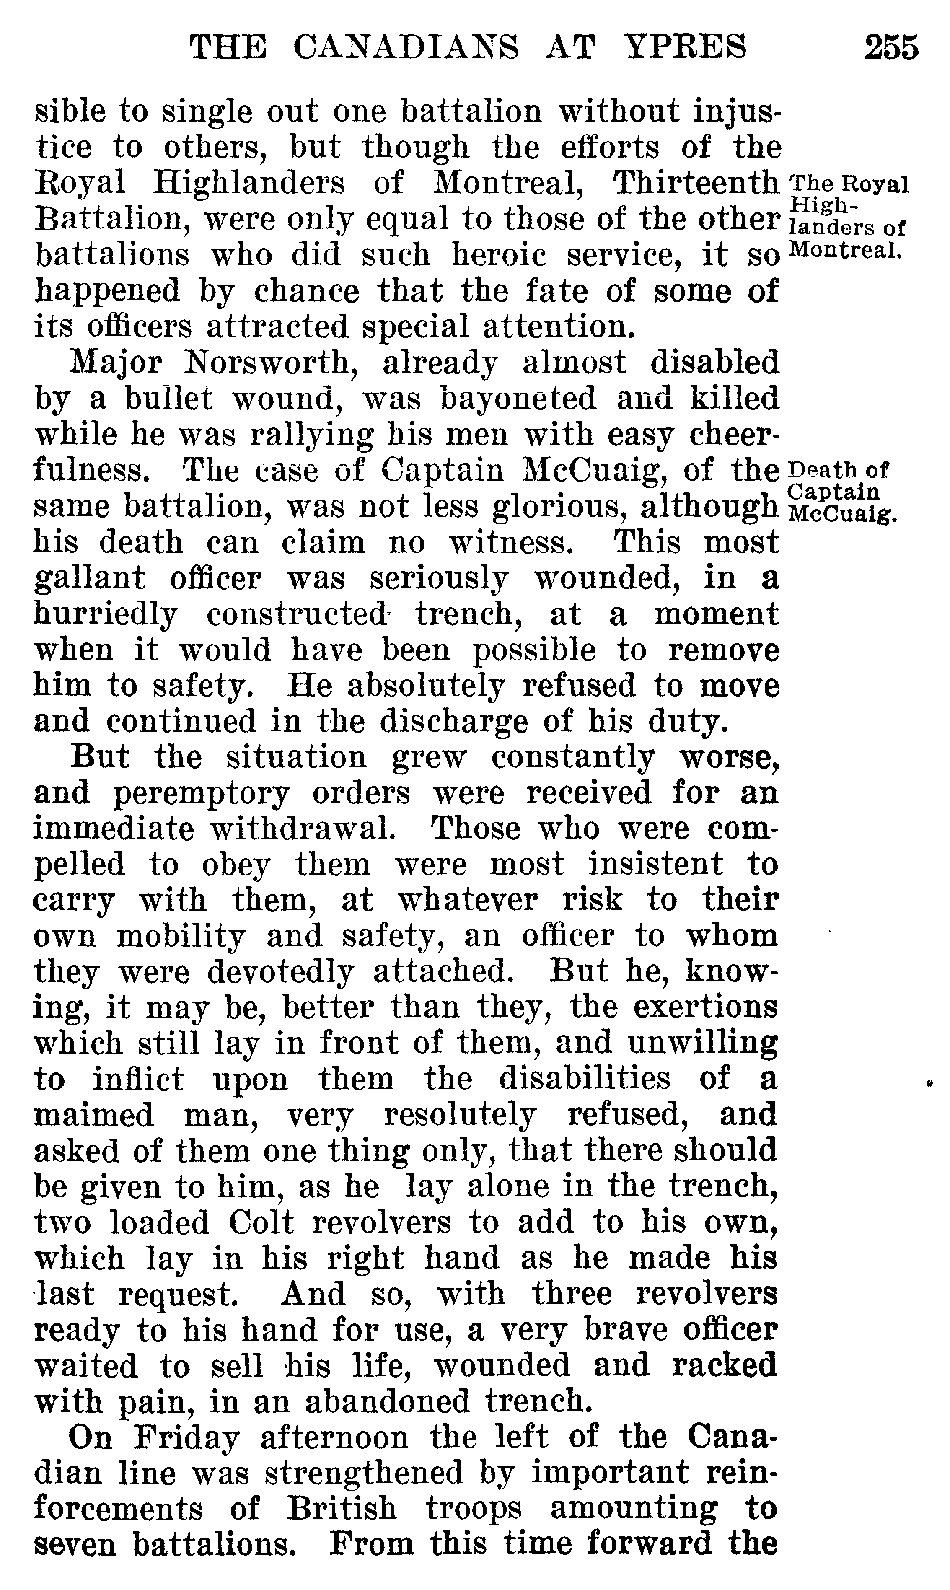 THE CANADIANS AT YPRES 255
sible to single out one battalion without injus-
tice to others, but though the efforts of the
Royal Highlanders of Montreal, Thirteenth
Battalion, were only equal to those of the other
battalions who did such heroic service, it so
happened by chance that the fate of some of
its officers attracted special attention.
The Royal
High-
landers of
Montreal.
Major Norsworth, already almost disabled
by a bullet wound, was bayoneted and killed
while he was rallying his men with easy cheer-
fulness. The case of Captain McCuaig, of the
same battalion, was not less glorious, although
his death can claim no witness. This most
gallant officer was seriously wounded, in a
hurriedly constructed trench, at a moment
when it would have been possible to remove
him to safety. He absolutely refused to move
and continued in the discharge of his duty.
Death of
Captain
McCuaig.
But the situation grew constantly worse,
and peremptory orders were received for an
immediate withdrawal. Those who were com-
pelled to obey them were most insistent to
carry with them, at whatever risk to their
own mobility and safety, an officer to whom
they were devotedly attached. But he, know-
ing, it may be, better than they, the exertions
which still lay in front of them, and unwilling
to inflict upon them the disabilities of a
maimed man, very resolutely refused, and
asked of them one thing only, that there should
be given to him, as he lay alone in the trench,
two loaded Colt revolvers to add to his own,
which lay in his right hand as he made his
last request. And so, with three revolvers
ready to his hand for use, a very brave officer
waited to sell his life, wounded and racked
with pain, in an abandoned trench.
On Friday afternoon the left of the Cana-
dian line was strengthened by important rein-
forcements of British troops amounting to
seven battalions. From this time forward the